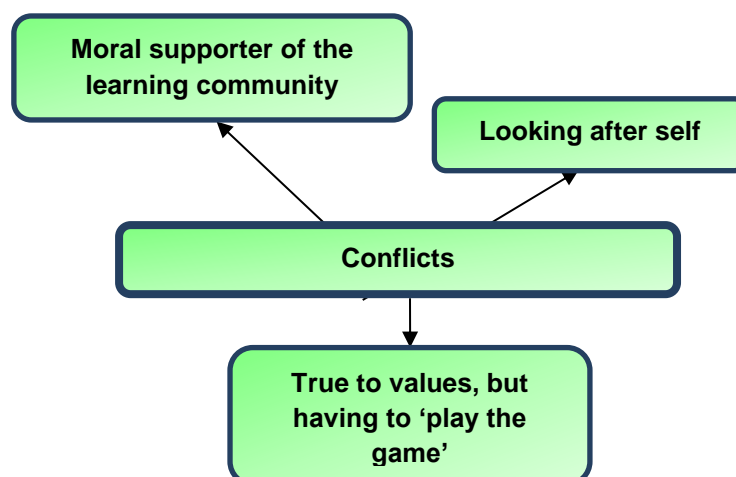 Moral supporter of the
learning community
Looking after self
Conflicts
True to values, but
having to ‘play the
game’